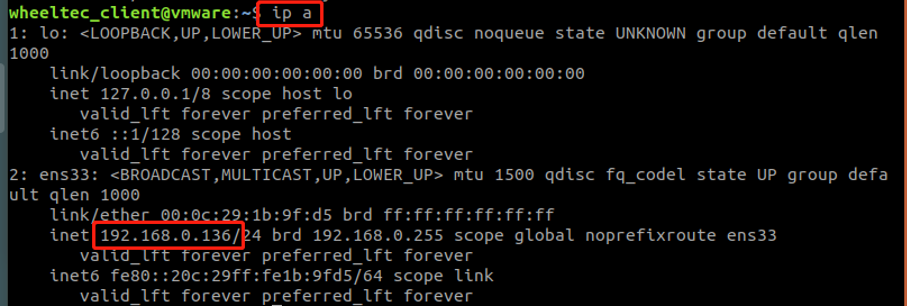 wheeltec_client@vmware:~$ ip a
1: lo: <LOOPBACK,UP,LOWER_UP> mtu 65536 qdisc noqueue state UNKNOWN group default qlen
1000
    link/loopback 00:00:00:00:00:00 brd 00:00:00:00:00:00
    inet 127.0.0.1/8 scope host lo
       valid_lft forever preferred_lft forever
    inet6 ::1/128 scope host
       valid_lft forever preferred_lft forever
2: ens33: <BROADCAST,MULTICAST,UP,LOWER_UP> mtu 1500 qdisc fq_codel state UP group defa
ult qlen 1000
    link/ether 00:0c:29:1b:9f:d5 brd ff:ff:ff:ff:ff:ff
    inet 192.168.0.136/24 brd 192.168.0.255 scope global noprefixroute ens33
       valid_lft forever preferred_lft forever
    inet6 fe80::20c:29ff:fe1b:9fd5/64 scope link
       valid_lft forever preferred_lft forever